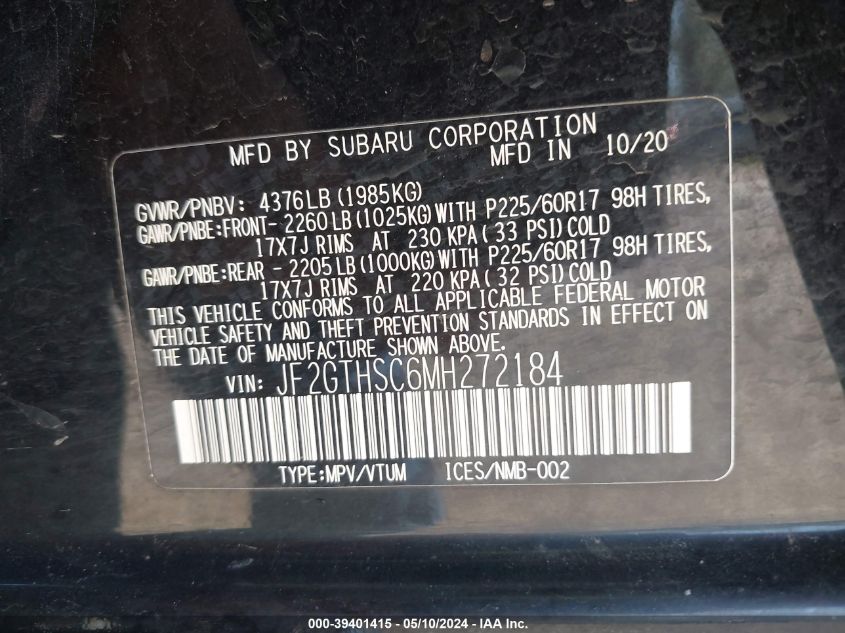 MFD BY SUBARU CORPORATION
MFD IN 10/20
GVWR/PNBV: 4376LB (1985KG)
GAWR/PNBE:FRONT- 2260 LB (1025KG) WITH P225/60R17 98H TIRES,
17X7J RIMS AT 230 KPA( 33 PSI) COLD
GAWR/PNBE:REAR - 2205 LB (1000KG) WITH P225/60R17 98H TIRES,
17X7J RIMS AT 220 KPA( 32 PSI) COLD
THIS VEHICLE CONFORMS TO ALL APPLICABLE FEDERAL MOTOR
VEHICLE SAFETY AND THEFT PREVENTION STANDARDS IN EFFECT ON
THE DATE OF MANUFACTURE SHOWN ABOVE.
VIN: JF2GTHSC6MH272184
TYPE:MPV/VTUM ICES/NMB-002
000-39401415 - 05/10/2024 - IAA Inc.